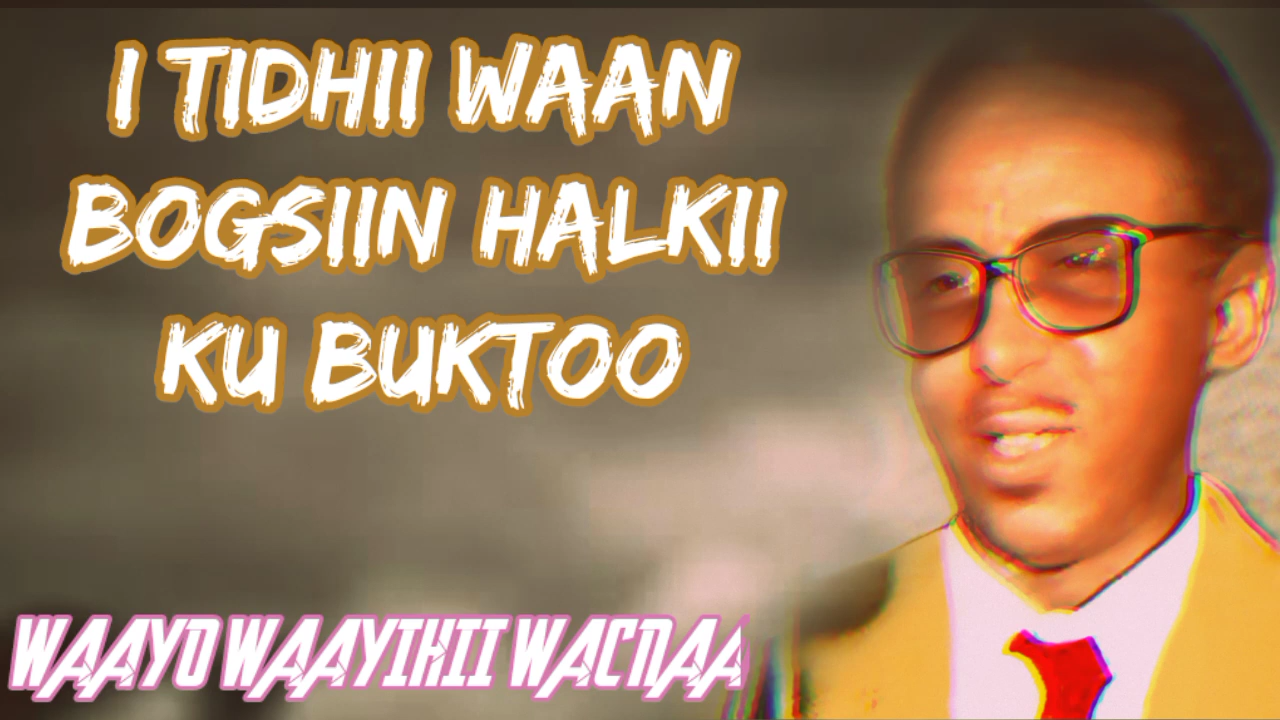 I TIDHII WAAN
BOGSIIN HALKII
KU BUKTOO
WAAYO WAAYIHII WACNAA